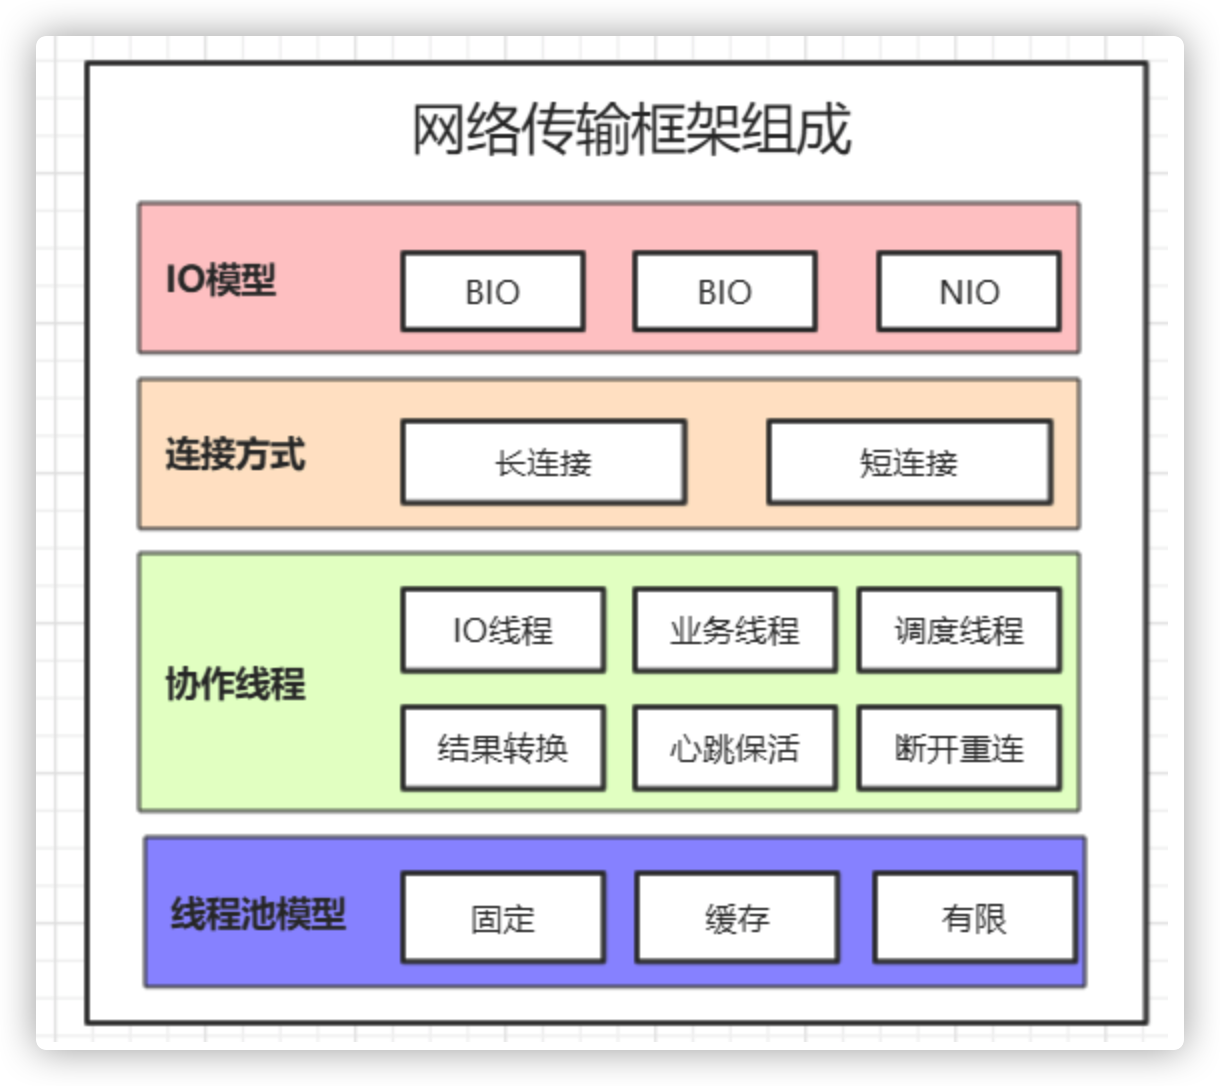 网络传输框架组成
IO模型 BIO BIO NIO
连接方式 长连接 短连接
协作线程
IO线程 业务线程 调度线程
结果转换 心跳保活 断开重连
线程池模型 固定 缓存 有限